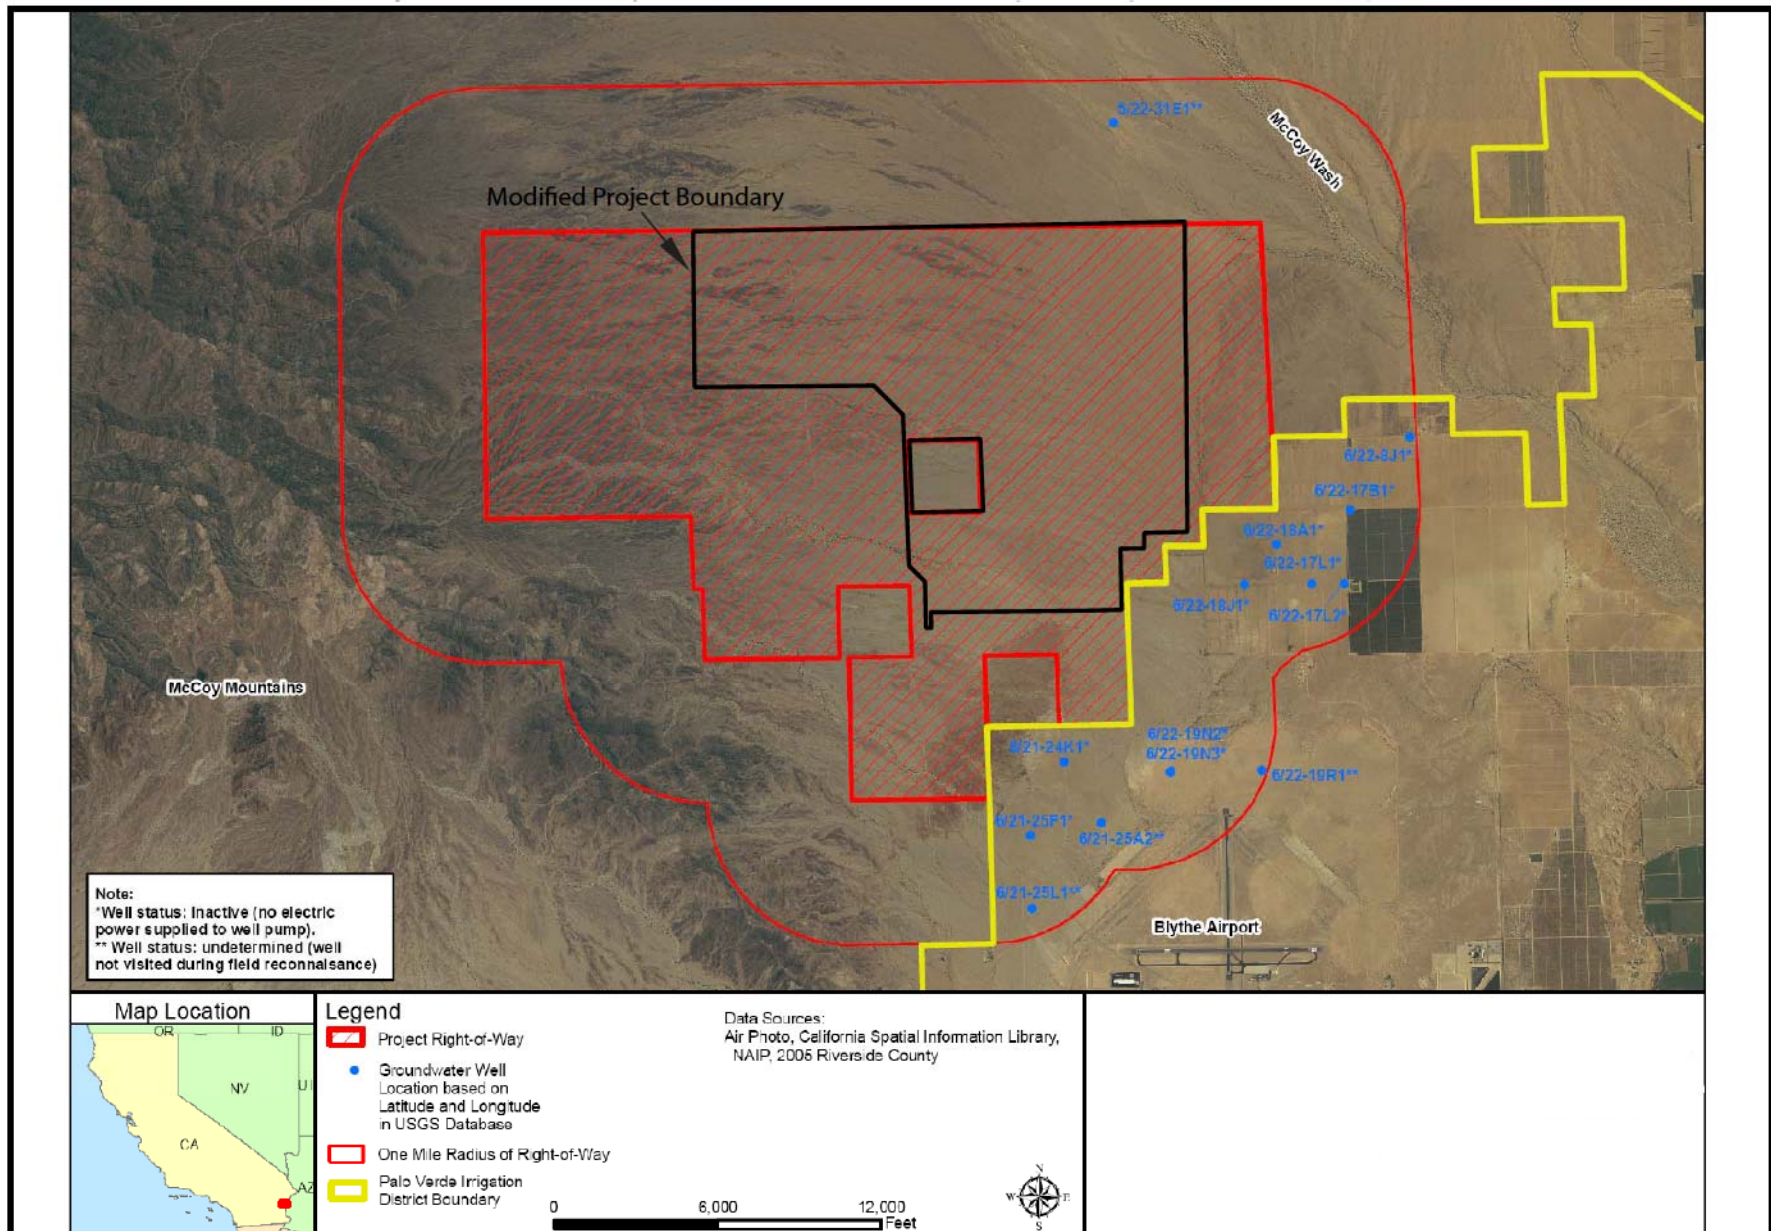 5/22-31E1**
McCoy Wash
Modified Project Boundary
6/22-8J1*
6/22-17B1*
6/22-18A1*
6/22-17L1*
6/22-18J1*
6/22-17L2*
McCoy Mountains
6/22-19N2*
6/21-24K1*
6/22-19N3*
6/22-19R1**
6/21-25F1*
6/21-25A2**
6/21-25L1**
Blythe Airport
Note:
*Well status: Inactive (no electric
power supplied to well pump).
** Well status: undetermined (well
not visited during field reconnaisance)
Map Location
OR
ID
NV
UT
CA
AZ
Legend
Project Right-of-Way
Groundwater Well
Location based on
Latitude and Longitude
in USGS Database
One Mile Radius of Right-of-Way
Palo Verde Irrigation
District Boundary
Data Sources:
Air Photo, California Spatial Information Library,
NAIP, 2005 Riverside County
0 6,000 12,000
Feet
N
W E
S